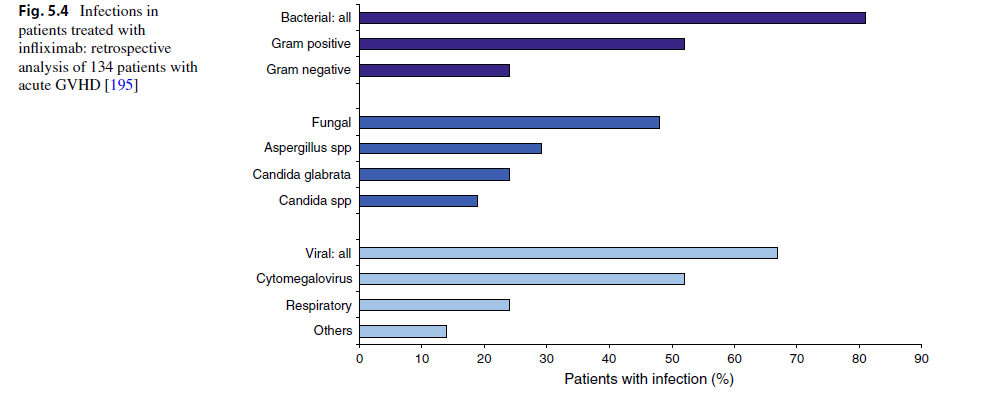 Fig. 5.4 Infections in
patients treated with
infliximab: retrospective
analysis of 134 patients with
acute GVHD [195]
Bacterial: all
Gram positive
Gram negative
Fungal
Aspergillus spp
Candida glabrata
Candida spp
Viral: all
Cytomegalovirus
Respiratory
Others
0 10 20 30 40 50 60 70 80 90
Patients with infection (%)